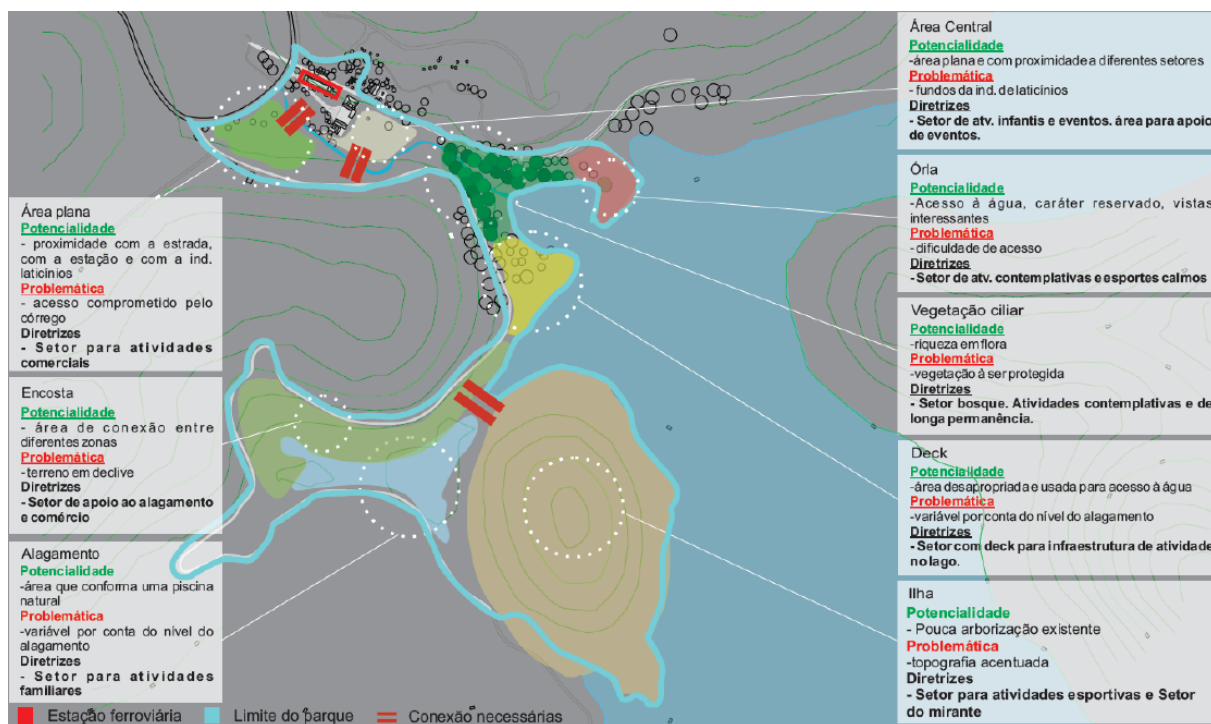 Área plana
Potencialidade
- proximidade com a estrada,
com a estação e com a ind.
laticínios
Problemática
- acesso comprometido pelo
córrego
Diretrizes
- Setor para atividades
comerciais
Encosta
Potencialidade
- área de conexão entre
diferentes zonas
Problemática
-terreno em declive
Diretrizes
-Setor de apoio ao alagamento
e comércio
Alagamento
Potencialidade
-área que conforma uma piscina
natural
Problemática
-variável por conta do nível do
alagamento
Diretrizes
- Setor para atividades
familiares
Área Central
Potencialidade
-área plana e com proximidade a diferentes setores
Problemática
- fundos da ind. de laticínios
Diretrizes
- Setor de atv. infantis e eventos. área para apoio
de eventos.
Órla
Potencialidade
-Acesso à água, caráter reservado, vistas
interessantes
Problemática
-dificuldade de acesso
Diretrizes
-Setor de atv. contemplativas e esportes calmos
Vegetação ciliar
Potencialidade
-riqueza em flora
Problemática
-vegetação à ser protegida
Diretrizes
- Setor bosque. Atividades contemplativas e de
longa permanência.
Deck
Potencialidade
-área desapropriada e usada para acesso à água
Problemática
-variável por conta do nível do alagamento
Diretrizes
-Setor com deck para infraestrutura de atividade
no lago.
Ilha
Potencialidade
- Pouca arborização existente
Problemática
-topografia acentuada
Diretrizes
- Setor para atividades esportivas e Setor
do mirante
Estação ferroviária
Limite do parque
Conexão necessárias